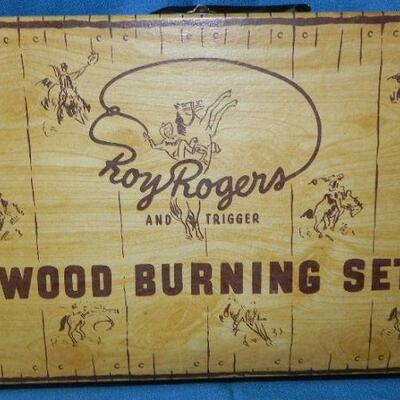 Roy Rogers
AND TRIGGER
WOOD BURNING SET